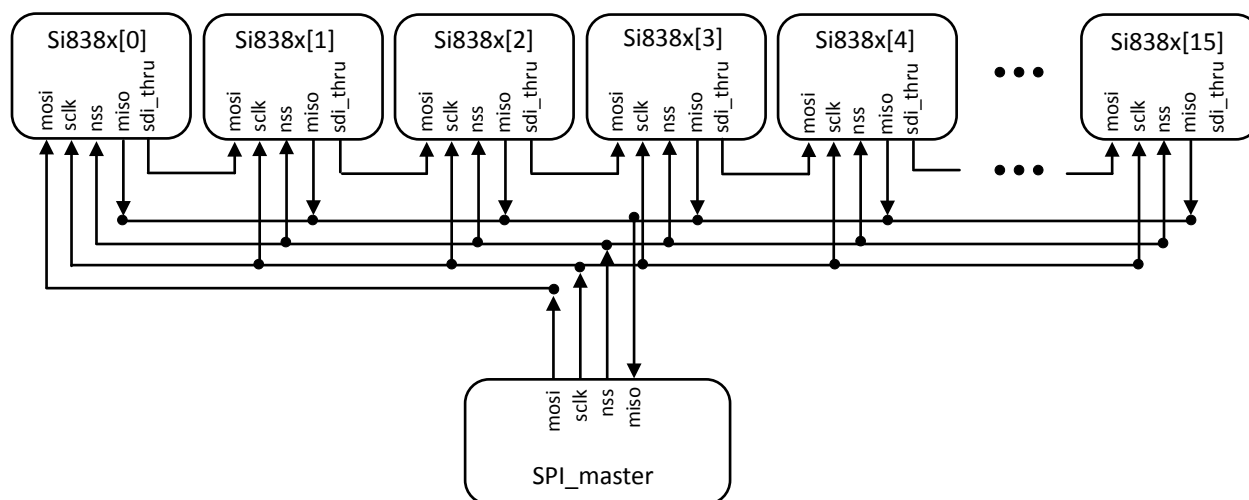 Si838x[0]
mosi
sclk
nss
miso
sdi_thru
Si838x[1]
mosi
sclk
nss
miso
sdi_thru
Si838x[2]
mosi
sclk
nss
miso
sdi_thru
Si838x[3]
mosi
sclk
nss
miso
sdi_thru
Si838x[4]
mosi
sclk
nss
miso
sdi_thru
Si838x[15]
mosi
sclk
nss
miso
sdi_thru
mosi
sclk
nss
miso
SPI_master